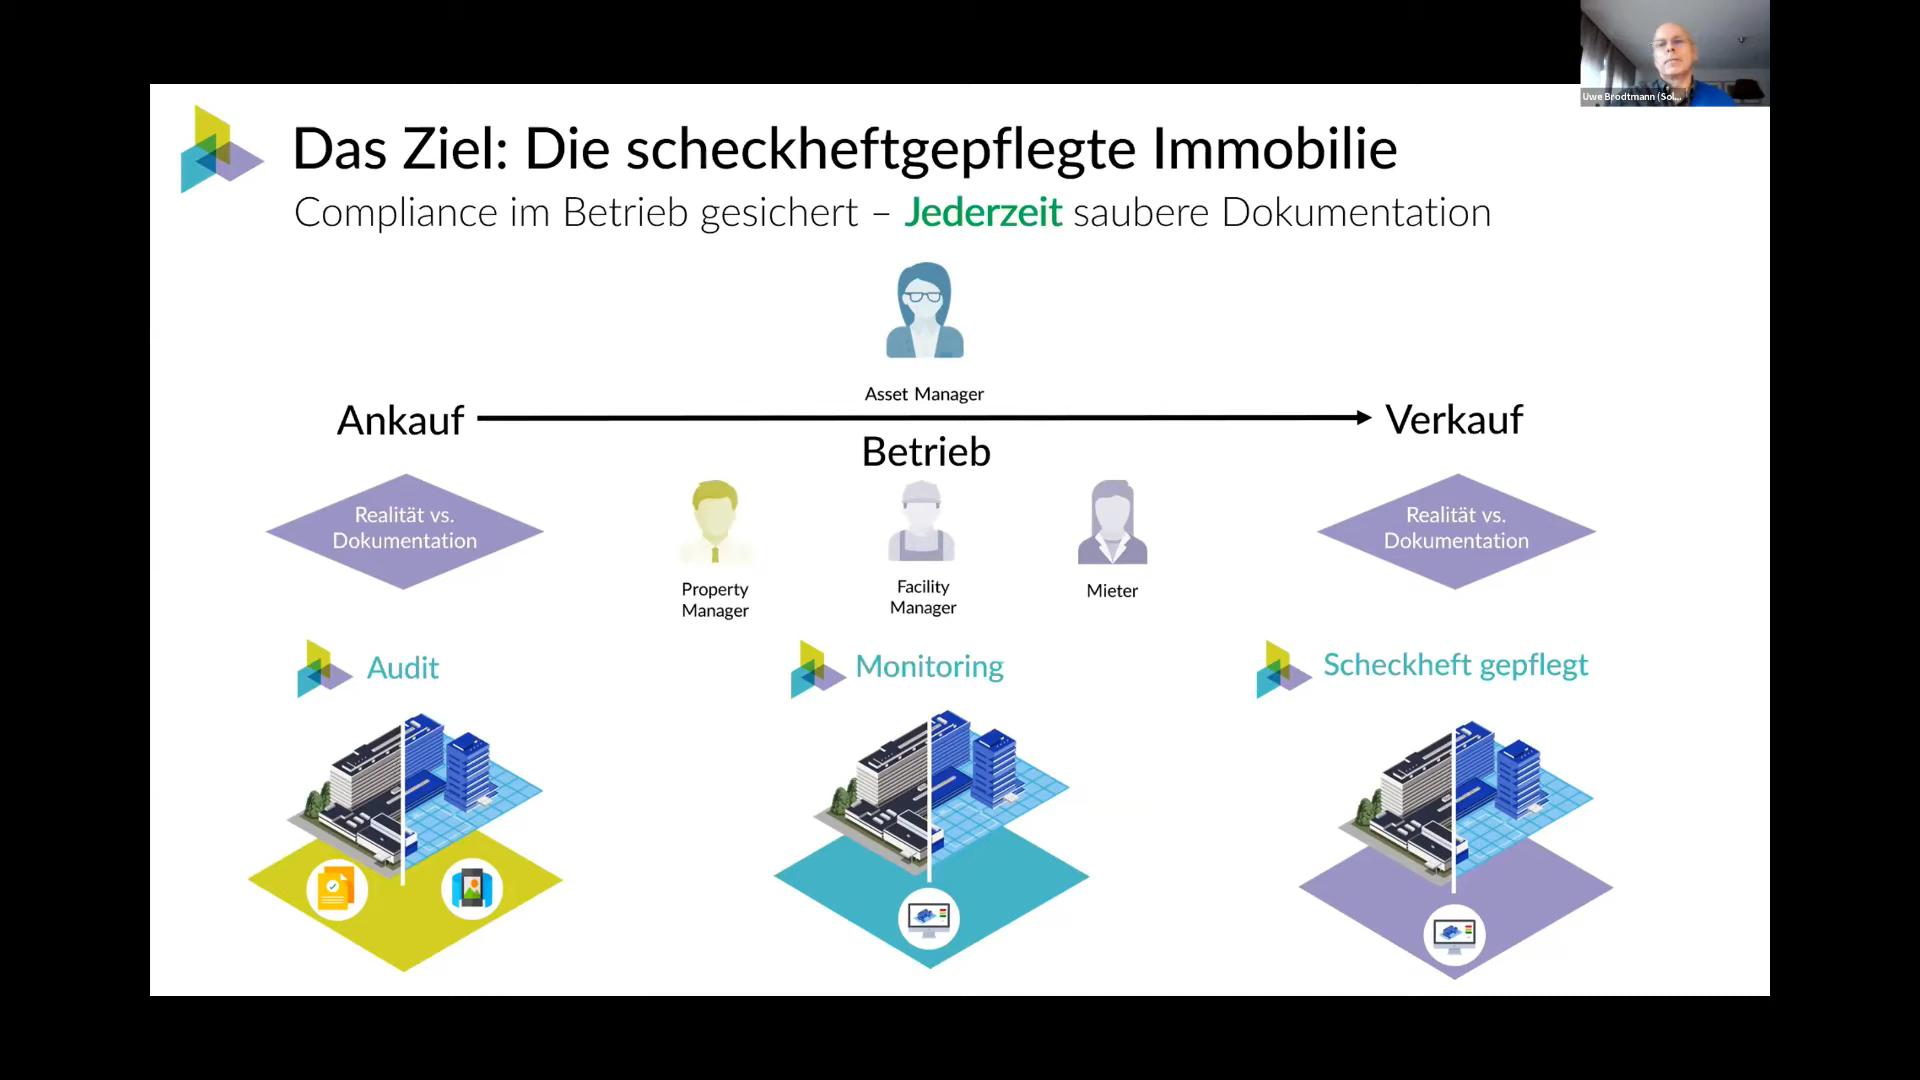 Uwe Brodtmann (Sol...
Das Ziel: Die scheckheftgepflegte Immobilie
Compliance im Betrieb gesichert – Jederzeit saubere Dokumentation
Asset Manager
Ankauf
Verkauf
Betrieb
Realität vs.
Dokumentation
Property
Manager
Facility
Manager
Mieter
Realität vs.
Dokumentation
Audit
Monitoring
Scheckheft gepflegt